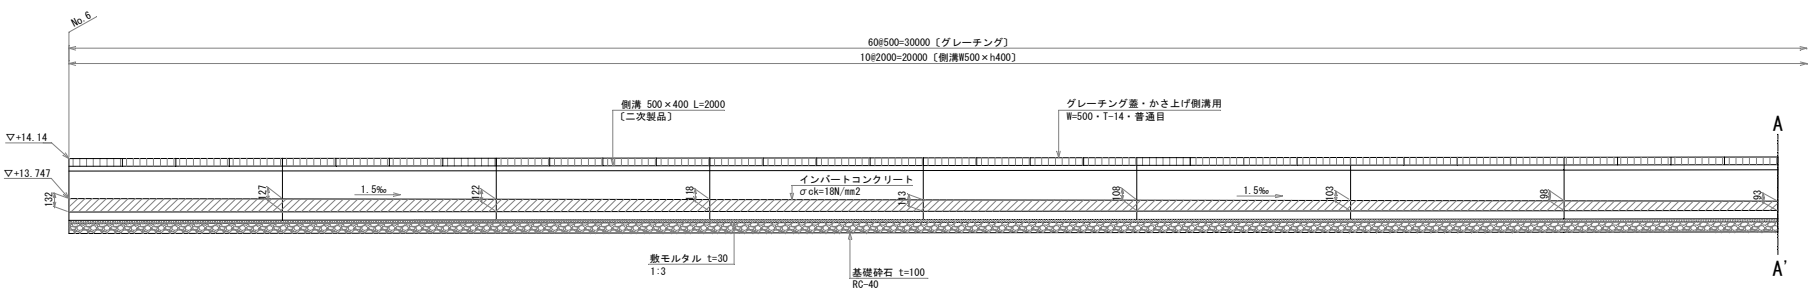 No.6
60@500=30000〔グレーチング〕
10@2000=20000〔側溝W500×h400〕
側溝 500×400 L=2000
〔二次製品〕
グレーチング蓋・かさ上げ側溝用
W=500・T-14・普通目
A
▽+14.14
▽+13.747
132
127
1.5‰
122
118
インバートコンクリート
σck=18N/mm2
113
108
1.5‰
103
98
93
敷モルタル t=30
1:3
基礎砕石 t=100
RC-40
A'